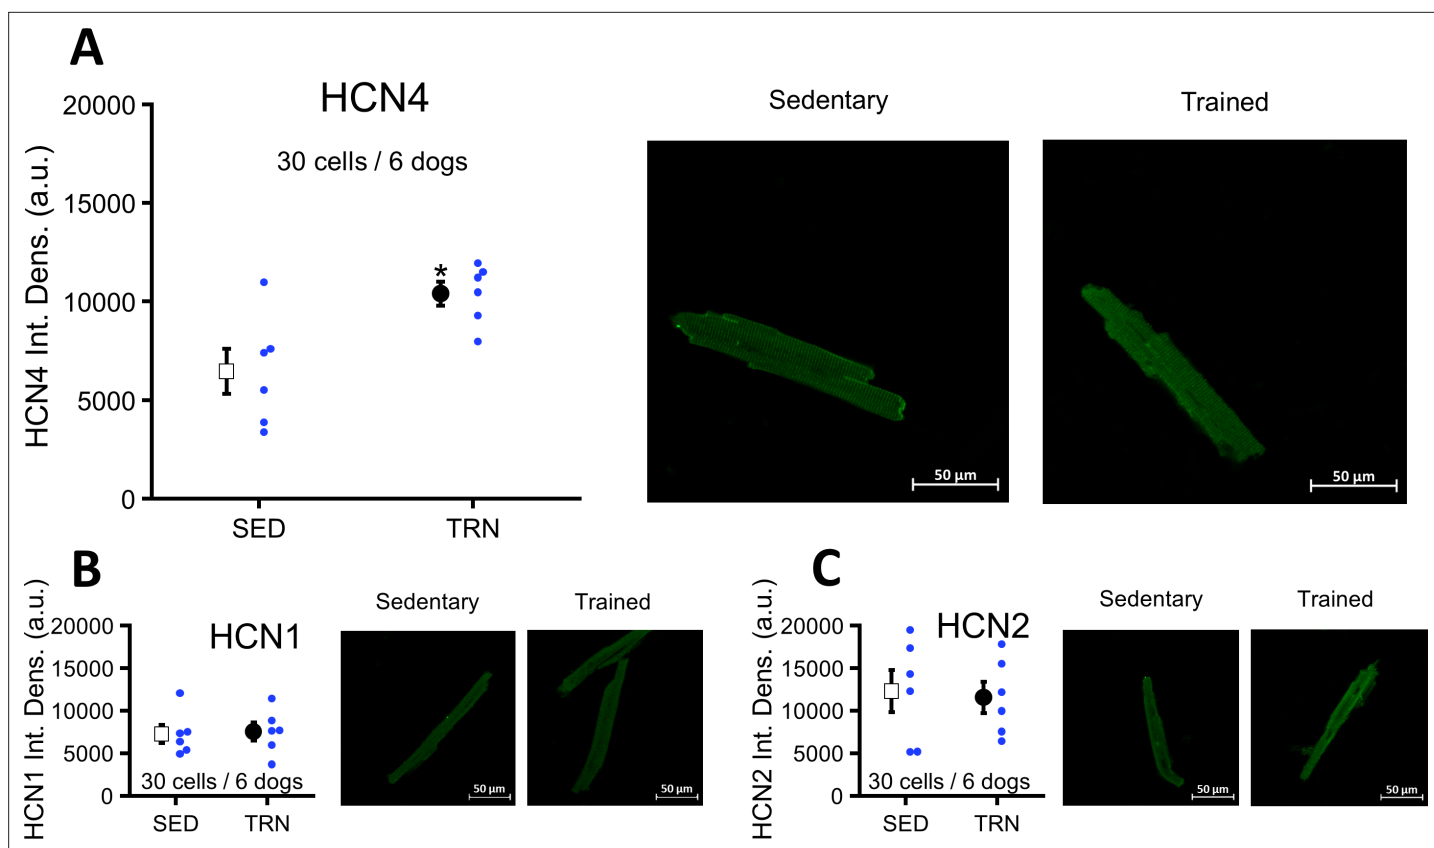 A
HCN4
30 cells / 6 dogs
HCN4 Int. Dens. (a.u.)
20000
15000
10000
5000
0
*
SED
TRN
Sedentary
Trained
50 µm
50 µm
B
HCN1
HCN1 Int. Dens. (a.u.)
20000
15000
10000
5000
0
30 cells / 6 dogs
SED
TRN
Sedentary
Trained
50 µm
50 µm
C
HCN2
HCN2 Int. Dens. (a.u.)
20000
15000
10000
5000
0
30 cells / 6 dogs
SED
TRN
Sedentary
Trained
50 µm
50 µm